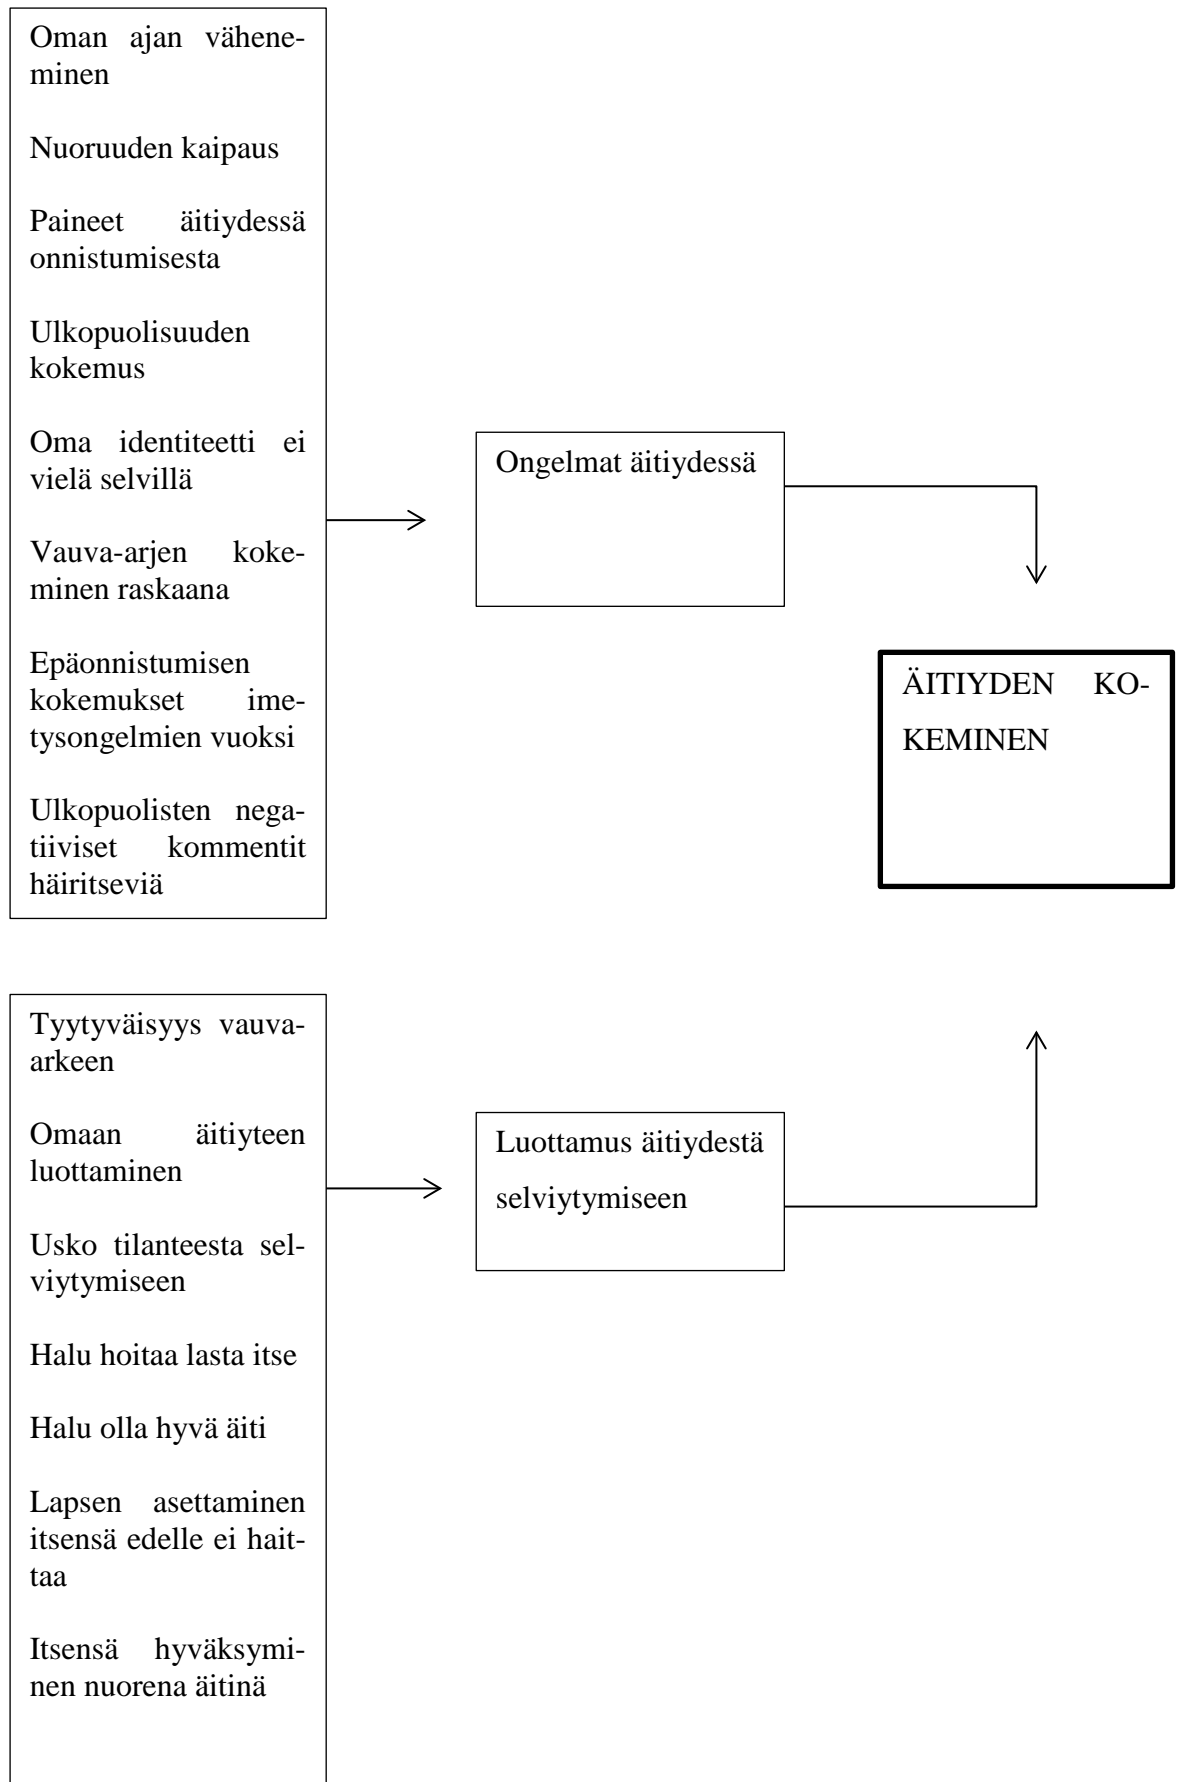 Oman ajan vähene-
minen
Nuoruuden kaipaus
Paineet äitiydessä
onnistumisesta
Ulkopuolisuuden
kokemus
Oma identiteetti ei
vielä selvillä
Vauva-arjen koke-
minen raskaana
Epäonnistumisen
kokemukset ime-
tysongelmien vuoksi
Ulkopuolisten nega-
tiiviset kommentit
häiritseviä
Ongelmat äitiydessä
ÄITIYDEN KO-
KEMINEN
Tyytyväisyys vauva-
arkeen
Omaan äitiyteen
luottaminen
Usko tilanteesta sel-
viytymiseen
Halu hoitaa lasta itse
Halu olla hyvä äiti
Lapsen asettaminen
itsensä edelle ei hait-
taa
Itsensä hyväksymi-
nen nuorena äitinä
Luottamus äitiydestä
selviytymiseen